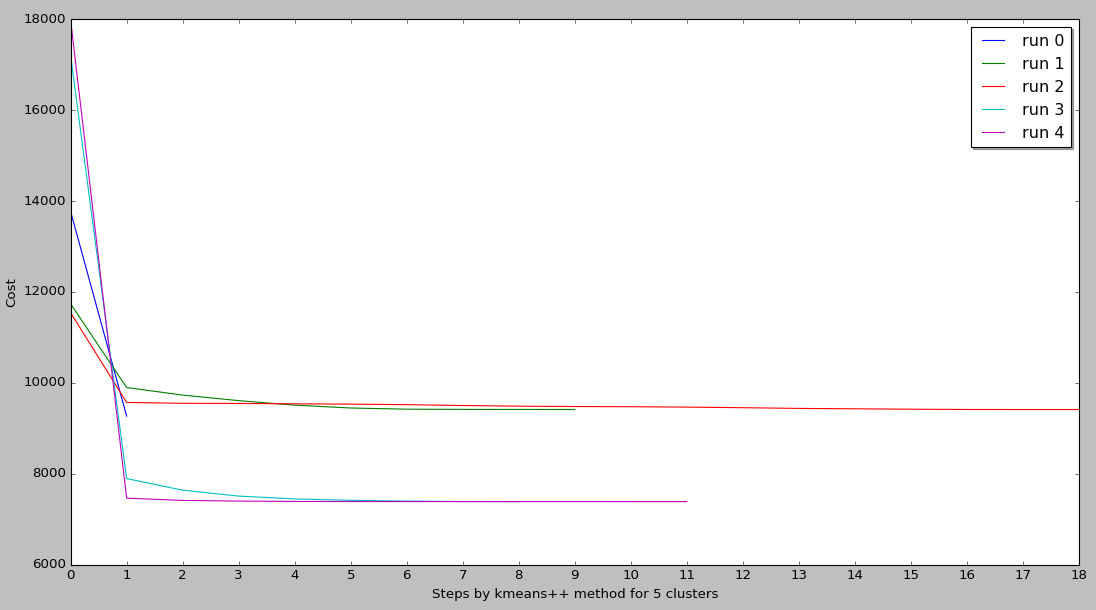 18000
16000
14000
12000
10000
8000
6000
Cost
run 0
run 1
run 2
run 3
run 4
0 1 2 3 4 5 6 7 8 9 10 11 12 13 14 15 16 17 18
Steps by kmeans++ method for 5 clusters